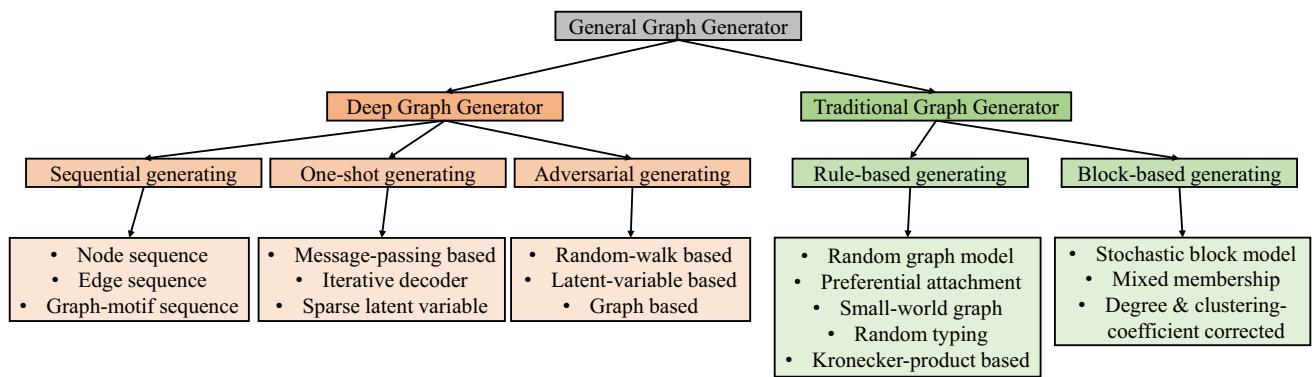 General Graph Generator
Deep Graph Generator
Traditional Graph Generator
Sequential generating
One-shot generating
Adversarial generating
Rule-based generating
Block-based generating
• Node sequence
• Edge sequence
• Graph-motif sequence
• Message-passing based
• Iterative decoder
• Sparse latent variable
• Random-walk based
• Latent-variable based
• Graph based
• Random graph model
• Preferential attachment
• Small-world graph
• Random typing
• Kronecker-product based
• Stochastic block model
• Mixed membership
• Degree & clustering-
coefficient corrected